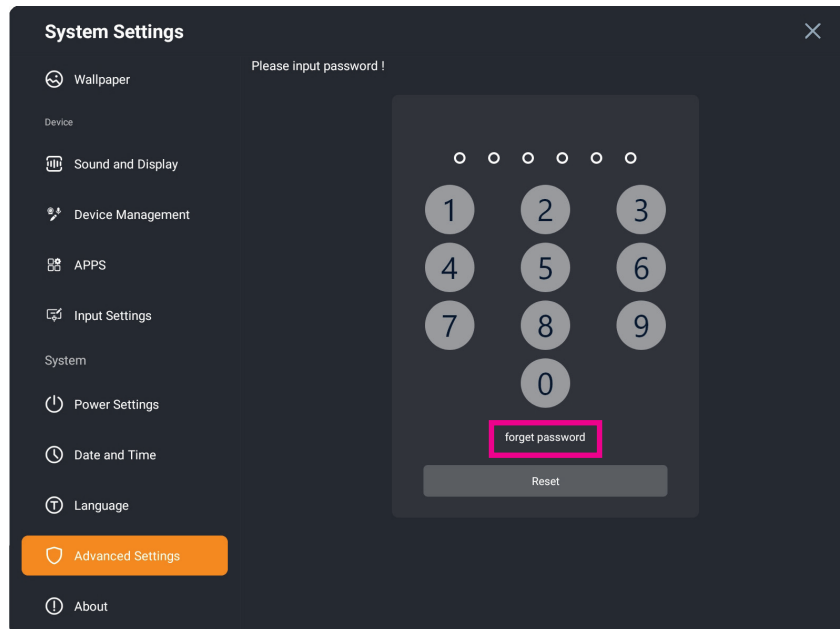 System Settings
Wallpaper
Device
Sound and Display
Device Management
APPS
Input Settings
System
Power Settings
Date and Time
Language
Advanced Settings
About
Please input password !
1 2 3
4 5 6
7 8 9
0
forget password
Reset